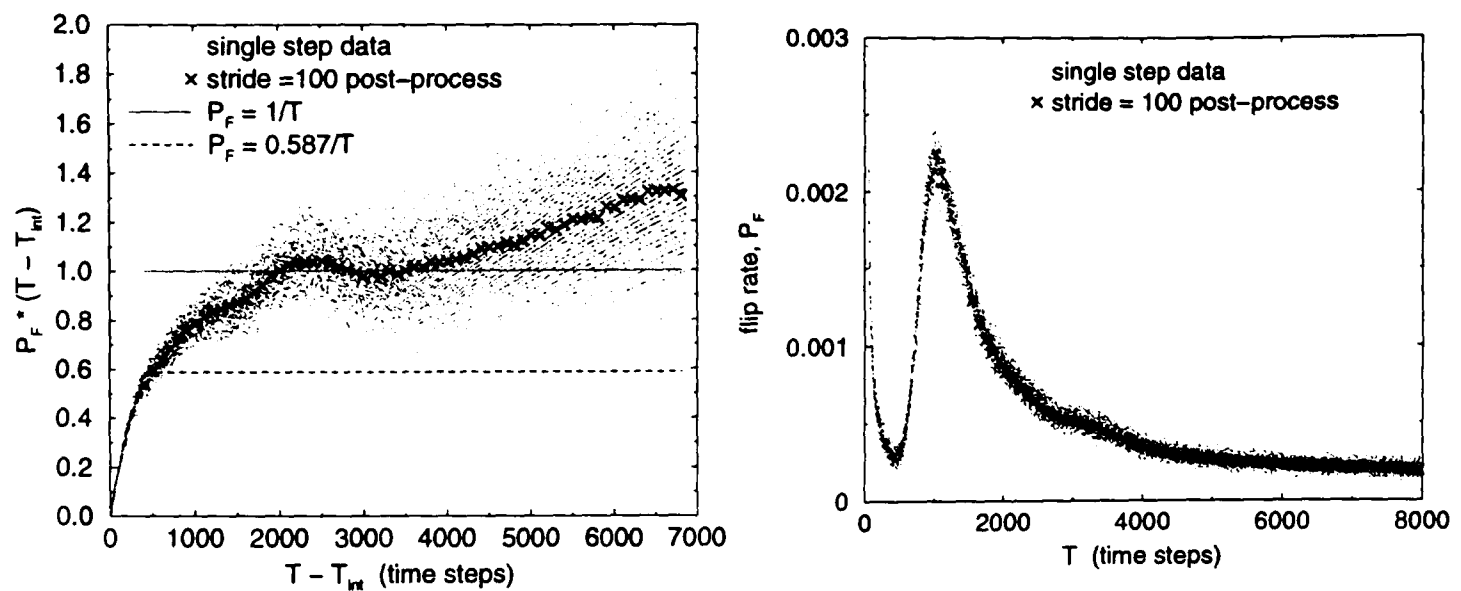 2.0
1.8
1.6
1.4
1.2
1.0
0.8
0.6
0.4
0.2
0.0
P_F * (T − T_int)
single step data
× stride =100 post−process
P_F = 1/T
P_F = 0.587/T
0 1000 2000 3000 4000 5000 6000 7000
T − T_int (time steps)
0.003
0.002
0.001
0
flip rate, P_F
single step data
× stride = 100 post−process
0 2000 4000 6000 8000
T (time steps)